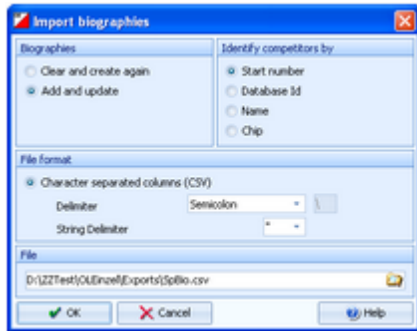 Import biographies
Biographies
Clear and create again
Add and update
Identify competitors by
Start number
Database Id
Name
Chip
File format
Character separated columns (CSV)
Delimiter
Semicolon
\
String Delimiter
"
File
D:\ZZTest\OLEinzel\Exports\SpBio.csv
OK
Cancel
Help